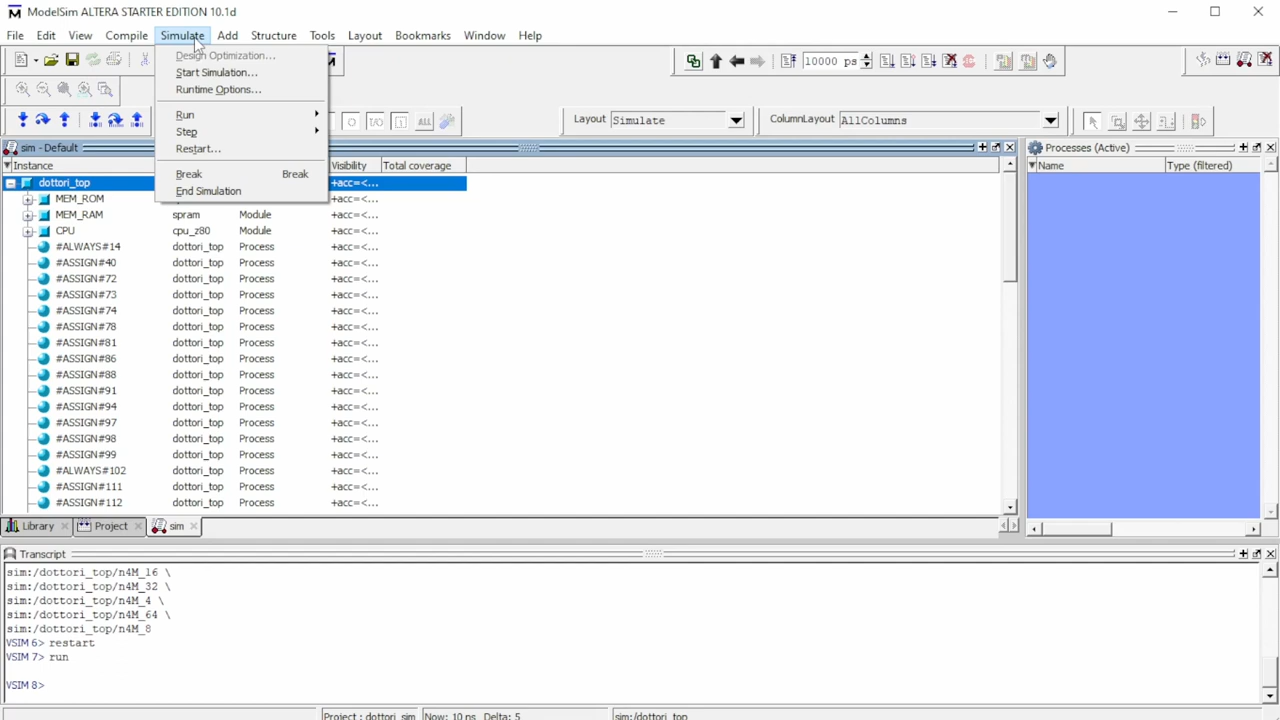 ModelSim ALTERA STARTER EDITION 10.1d
File Edit View Compile Simulate Add Structure Tools Layout Bookmarks Window Help
Design Optimization...
Start Simulation...
Runtime Options...
Run
Step
Restart...
Break Break
End Simulation
10000 ps
Layout Simulate
ColumnLayout AllColumns
sim - Default
Instance Visibility Total coverage
dottori_top +acc=<...
MEM_ROM +acc=<...
MEM_RAM spram Module +acc=<...
CPU cpu_z80 Module +acc=<...
#ALWAYS#14 dottori_top Process +acc=<...
#ASSIGN#40 dottori_top Process +acc=<...
#ASSIGN#72 dottori_top Process +acc=<...
#ASSIGN#73 dottori_top Process +acc=<...
#ASSIGN#74 dottori_top Process +acc=<...
#ASSIGN#78 dottori_top Process +acc=<...
#ASSIGN#81 dottori_top Process +acc=<...
#ASSIGN#86 dottori_top Process +acc=<...
#ASSIGN#88 dottori_top Process +acc=<...
#ASSIGN#91 dottori_top Process +acc=<...
#ASSIGN#94 dottori_top Process +acc=<...
#ASSIGN#97 dottori_top Process +acc=<...
#ASSIGN#98 dottori_top Process +acc=<...
#ASSIGN#99 dottori_top Process +acc=<...
#ALWAYS#102 dottori_top Process +acc=<...
#ASSIGN#111 dottori_top Process +acc=<...
#ASSIGN#112 dottori_top Process +acc=<...
Processes (Active)
Name Type (filtered)
Library Project sim
Transcript
sim:/dottori_top/n4M_16 \
sim:/dottori_top/n4M_32 \
sim:/dottori_top/n4M_4 \
sim:/dottori_top/n4M_64 \
sim:/dottori_top/n4M_8
VSIM 6> restart
VSIM 7> run
VSIM 8>
Project : dottori_sim Now: 10 ns Delta: 5 sim:/dottori_top